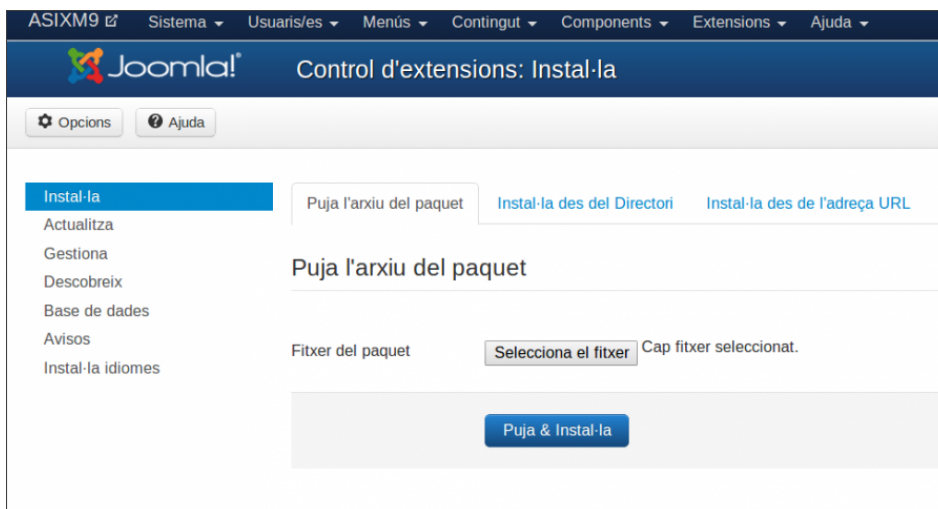 ASIXM9 Sistema Usuaris/es Menús Contingut Components Extensions Ajuda
Joomla!® Control d'extensions: Instal·la
Opcions Ajuda
Instal·la
Actualitza
Gestiona
Descobreix
Base de dades
Avisos
Instal·la idiomes
Puja l'arxiu del paquet Instal·la des del Directori Instal·la des de l'adreça URL
Puja l'arxiu del paquet
Fitxer del paquet Selecciona el fitxer Cap fitxer seleccionat.
Puja & Instal·la